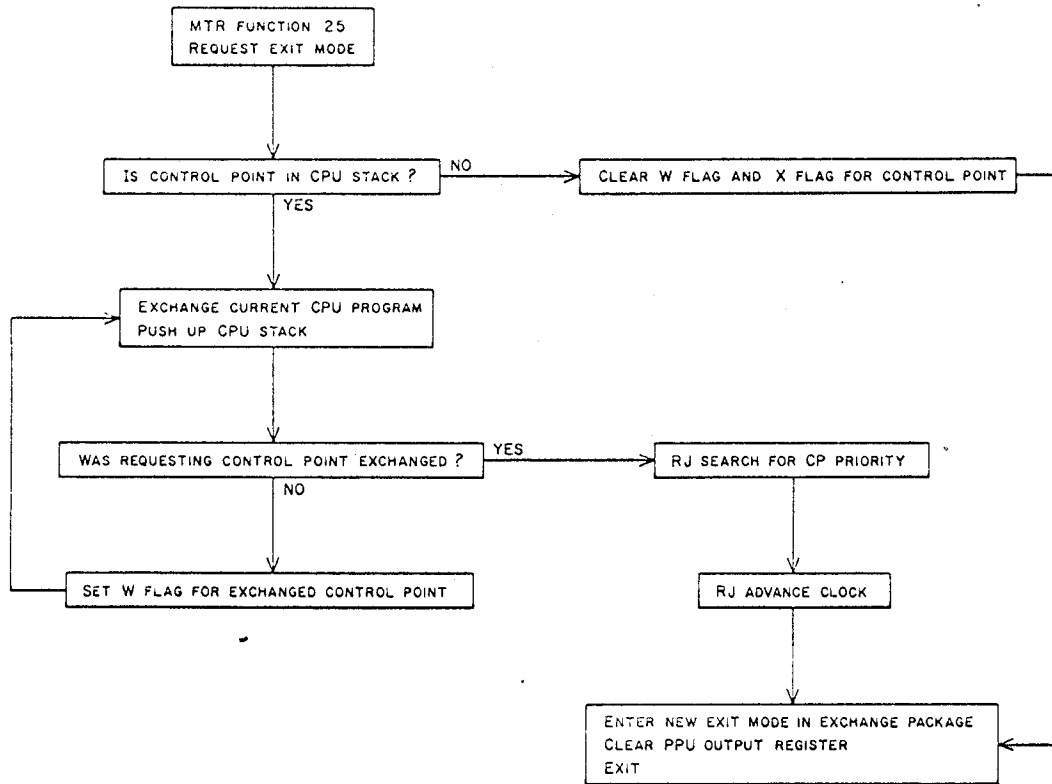 MTR FUNCTION 25
REQUEST EXIT MODE
IS CONTROL POINT IN CPU STACK ?
NO
CLEAR W FLAG AND X FLAG FOR CONTROL POINT
YES
EXCHANGE CURRENT CPU PROGRAM
PUSH UP CPU STACK
WAS REQUESTING CONTROL POINT EXCHANGED ?
YES
RJ SEARCH FOR CP PRIORITY
NO
SET W FLAG FOR EXCHANGED CONTROL POINT
RJ ADVANCE CLOCK
ENTER NEW EXIT MODE IN EXCHANGE PACKAGE
CLEAR PPU OUTPUT REGISTER
EXIT